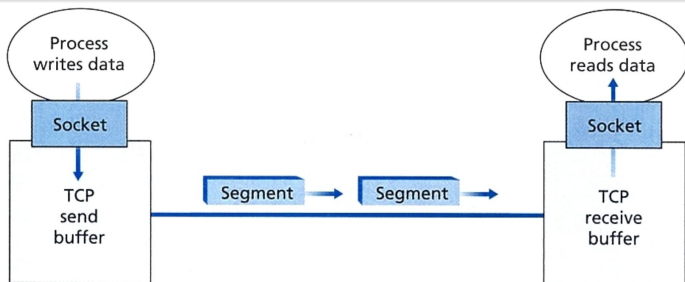 Process
writes data
Socket
TCP
send
buffer
Segment
Segment
Process
reads data
Socket
TCP
receive
buffer